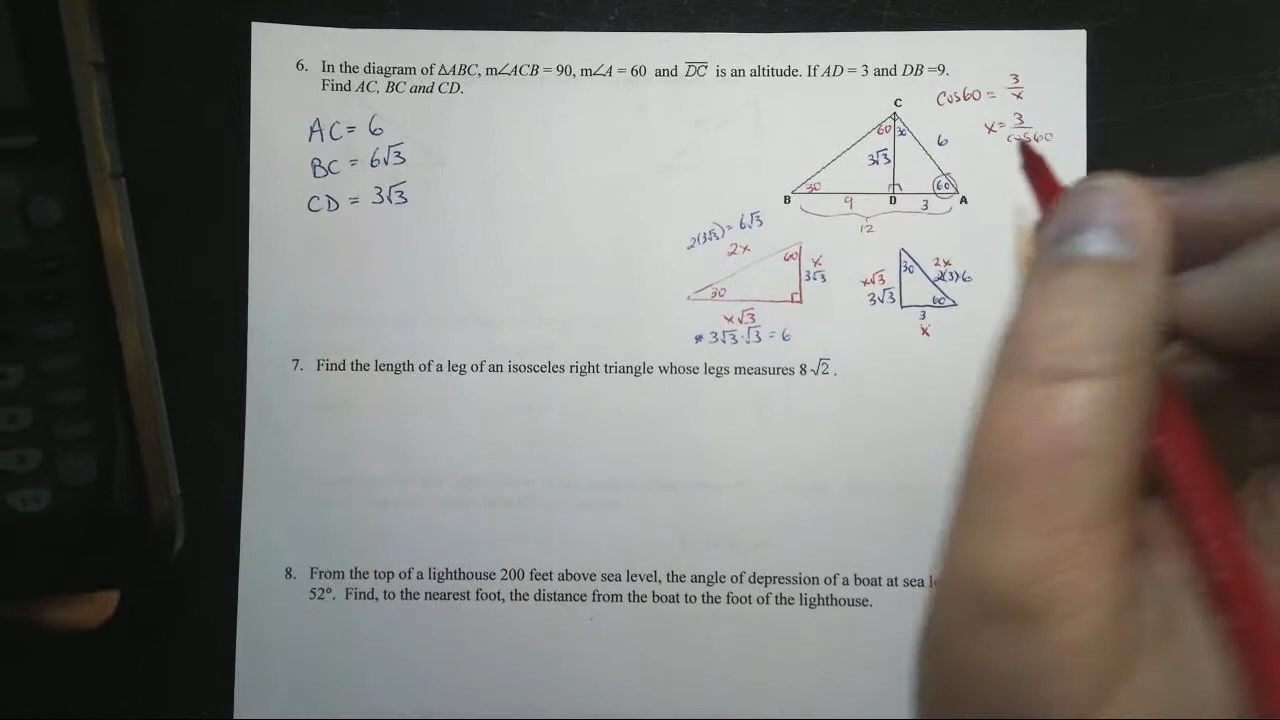 6. In the diagram of ΔABC, m∠ACB = 90, m∠A = 60 and DC is an altitude. If AD = 3 and DB =9.
Find AC, BC and CD.
AC = 6
BC = 6√3
CD = 3√3
cos60 = 3/x
x = 3/cos60
C
60
30
3√3
6
30
60
B
9
D
3
A
12
2(3√3) = 6√3
2x
60
x
3√3
30
x√3
3√3·√3 = 6
30
2x
2(3)=6
x√3
3√3
60
3
x
7. Find the length of a leg of an isosceles right triangle whose legs measures 8√2.
8. From the top of a lighthouse 200 feet above sea level, the angle of depression of a boat at sea
52°. Find, to the nearest foot, the distance from the boat to the foot of the lighthouse.